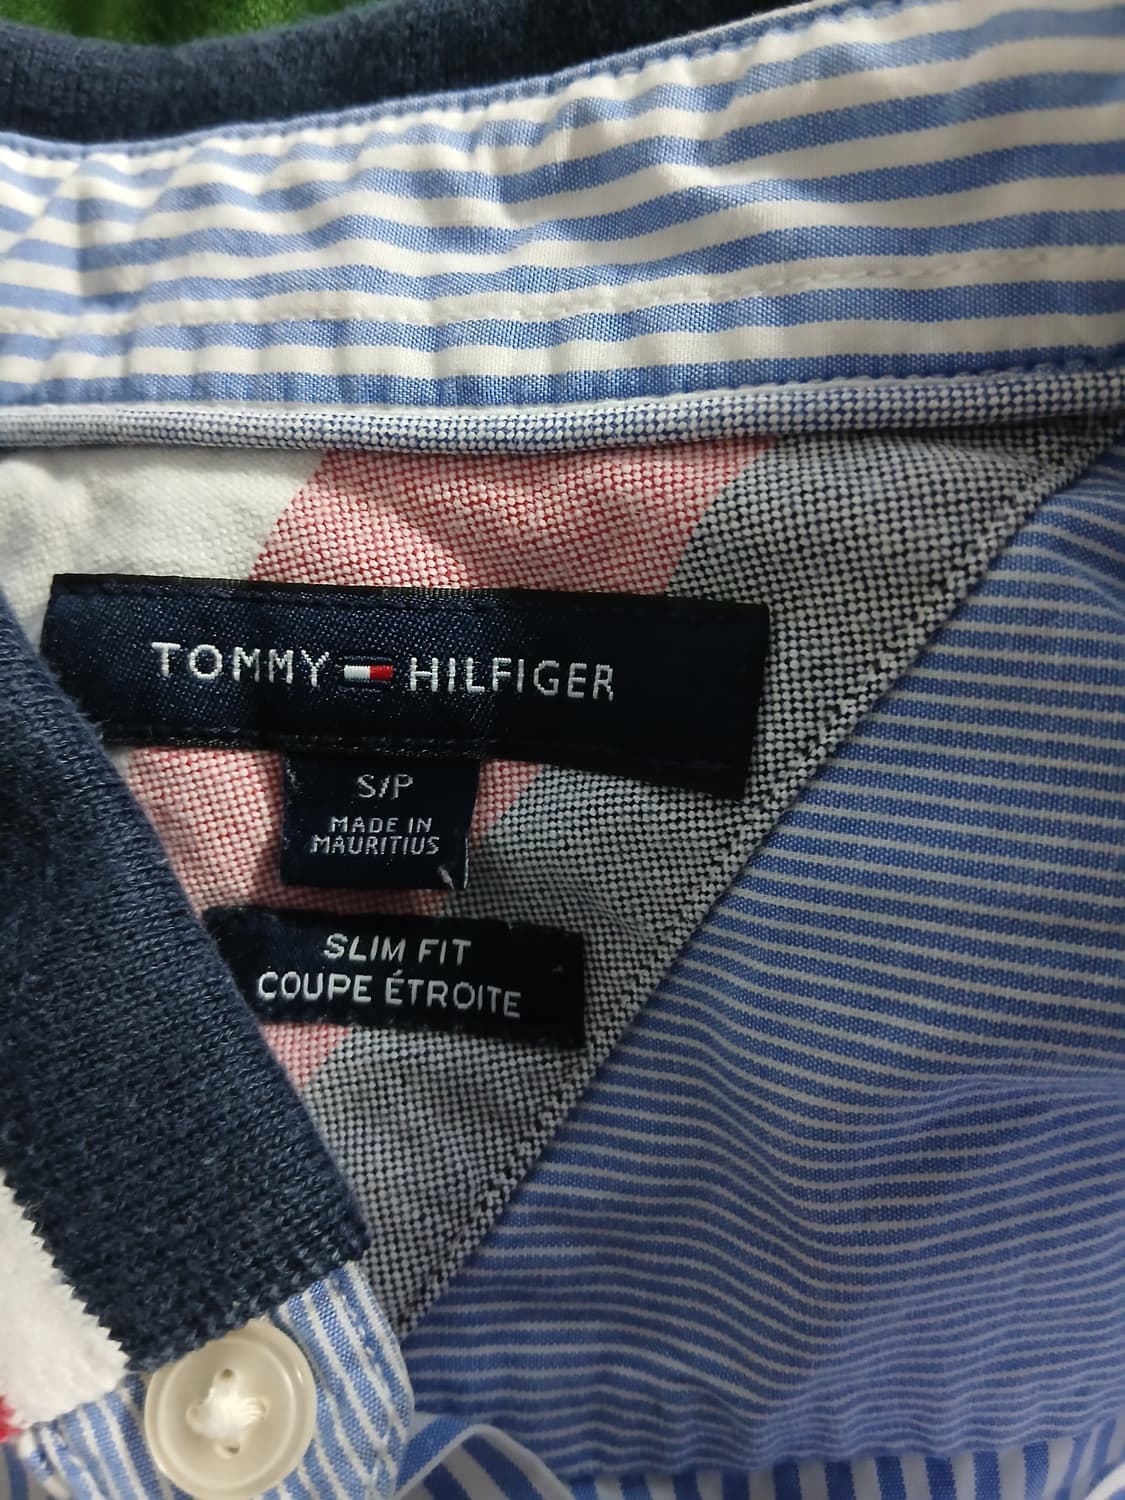 TOMMY HILFIGER
S/P
MADE IN
MAURITIUS
SLIM FIT
COUPE ÉTROITE